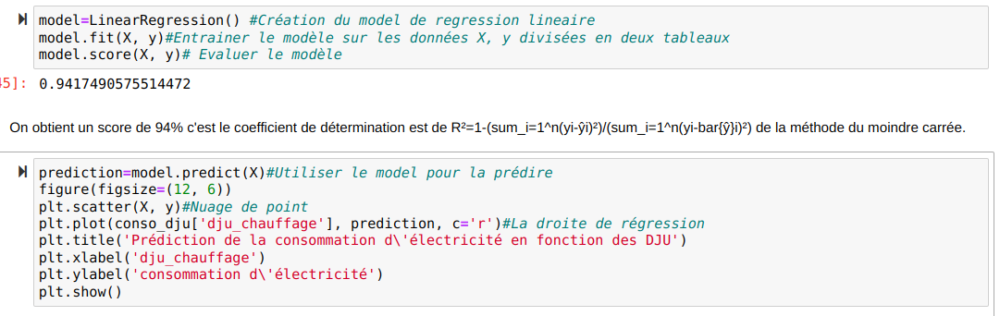 model=LinearRegression() #Création du model de regression lineaire
model.fit(X, y)#Entrainer le modèle sur les données X, y divisées en deux tableaux
model.score(X, y)# Evaluer le modèle
45]: 0.9417490575514472
On obtient un score de 94% c'est le coefficient de détermination est de R²=1-(sum_i=1^n(yi-ŷi)²)/(sum_i=1^n(yi-bar{ŷ}i)²) de la méthode du moindre carrée.
prediction=model.predict(X)#Utiliser le model pour la prédire
figure(figsize=(12, 6))
plt.scatter(X, y)#Nuage de point
plt.plot(conso_dju['dju_chauffage'], prediction, c='r')#La droite de régression
plt.title('Prédiction de la consommation d\'électricité en fonction des DJU')
plt.xlabel('dju_chauffage')
plt.ylabel('consommation d\'électricité')
plt.show()